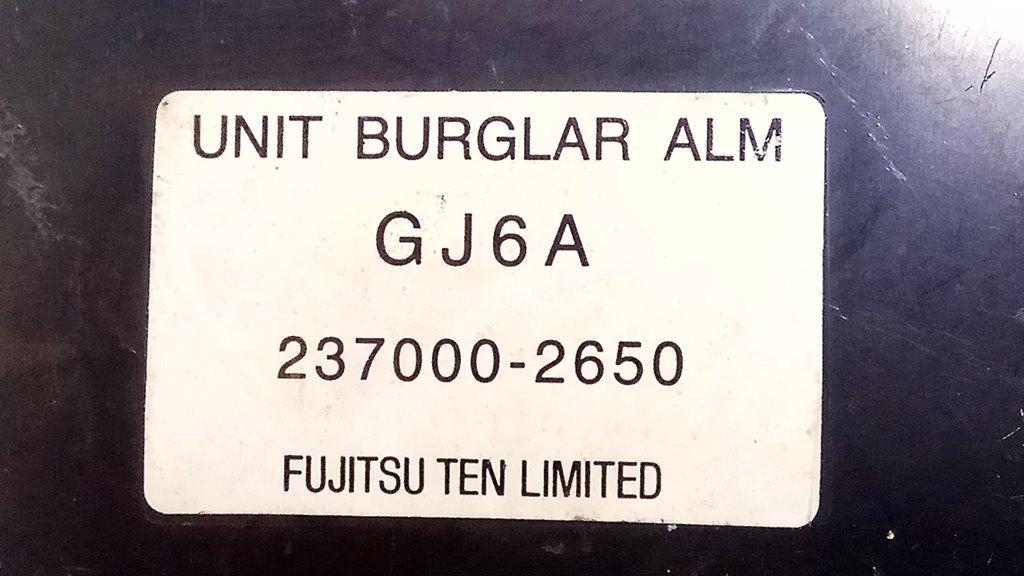 UNIT BURGLAR ALM
GJ6A
237000-2650
FUJITSU TEN LIMITED